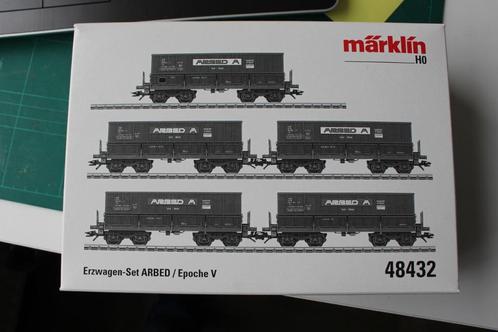 märklin
H0
ARBED
ARBED
ARBED
ARBED
ARBED
Erzwagen-Set ARBED / Epoche V
48432